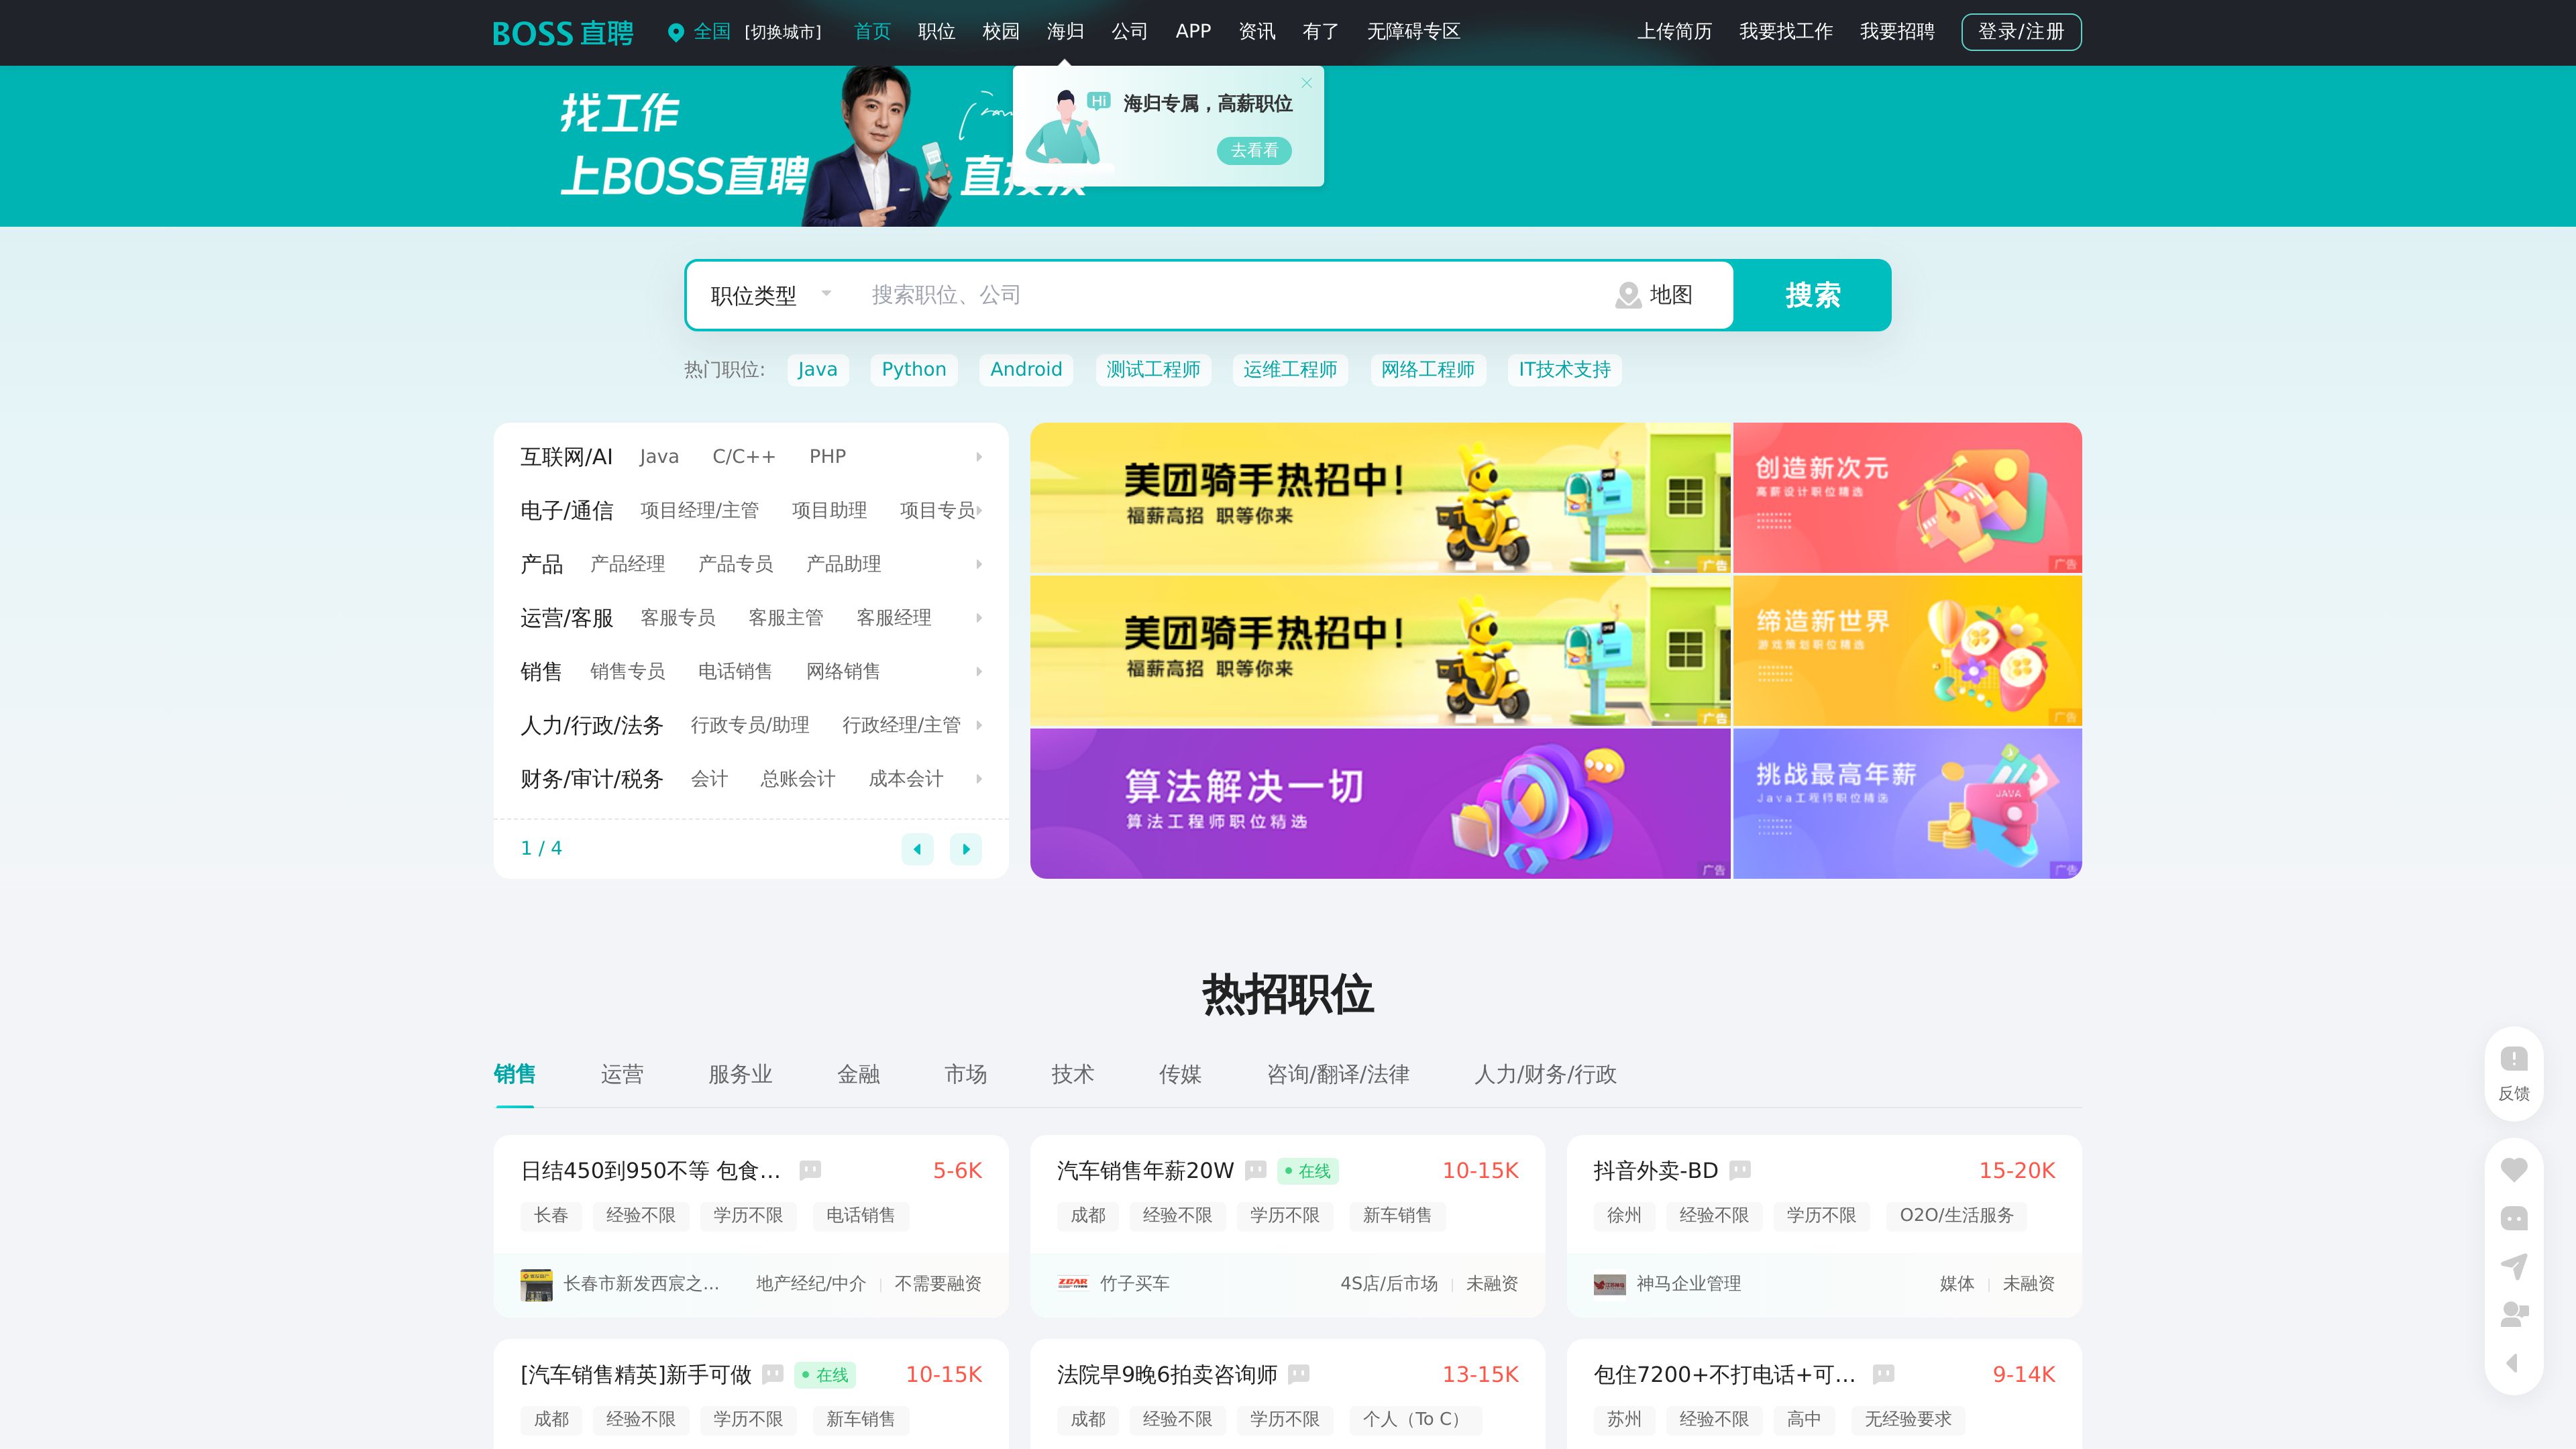 BOSS直聘 全国 [切换城市] 首页 职位 校园 海归 公司 APP 资讯 有了 无障碍专区 上传简历 我要找工作 我要招聘 登录/注册
找工作
上BOSS直聘
Hi 海归专属，高薪职位
去看看
职位类型 搜索职位、公司 地图 搜索
热门职位: Java Python Android 测试工程师 运维工程师 网络工程师 IT技术支持
互联网/AI Java C/C++ PHP
电子/通信 项目经理/主管 项目助理 项目专员
产品 产品经理 产品专员 产品助理
运营/客服 客服专员 客服主管 客服经理
销售 销售专员 电话销售 网络销售
人力/行政/法务 行政专员/助理 行政经理/主管
财务/审计/税务 会计 总账会计 成本会计
1 / 4
美团骑手热招中!
福薪高招 职等你来
广告
创造新次元
高薪设计职位精选
广告
美团骑手热招中!
福薪高招 职等你来
广告
缔造新世界
游戏策划职位精选
广告
算法解决一切
算法工程师职位精选
广告
挑战最高年薪
Java工程师职位精选
JAVA
广告
热招职位
销售 运营 服务业 金融 市场 技术 传媒 咨询/翻译/法律 人力/财务/行政
日结450到950不等 包食... 5-6K
长春 经验不限 学历不限 电话销售
长春市新发西宸之... 地产经纪/中介 不需要融资
汽车销售年薪20W 在线 10-15K
成都 经验不限 学历不限 新车销售
ZCAR 竹子买车 4S店/后市场 未融资
抖音外卖-BD 15-20K
徐州 经验不限 学历不限 O2O/生活服务
神马企业管理 媒体 未融资
[汽车销售精英]新手可做 在线 10-15K
成都 经验不限 学历不限 新车销售
法院早9晚6拍卖咨询师 13-15K
成都 经验不限 学历不限 个人（To C）
包住7200+不打电话+可... 9-14K
苏州 经验不限 高中 无经验要求
反馈